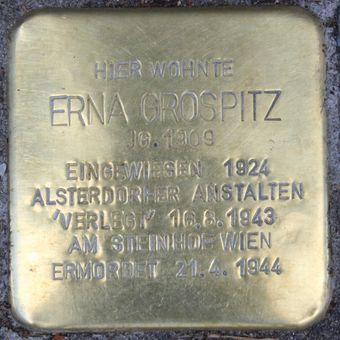 HIER WOHNTE
ERNA GROSPITZ
JG. 1909
EINGEWIESEN 1924
ALSTERDORFER ANSTALTEN
'VERLEGT' 16.8.1943
AM STEINHOF WIEN
ERMORDET 21.4.1944